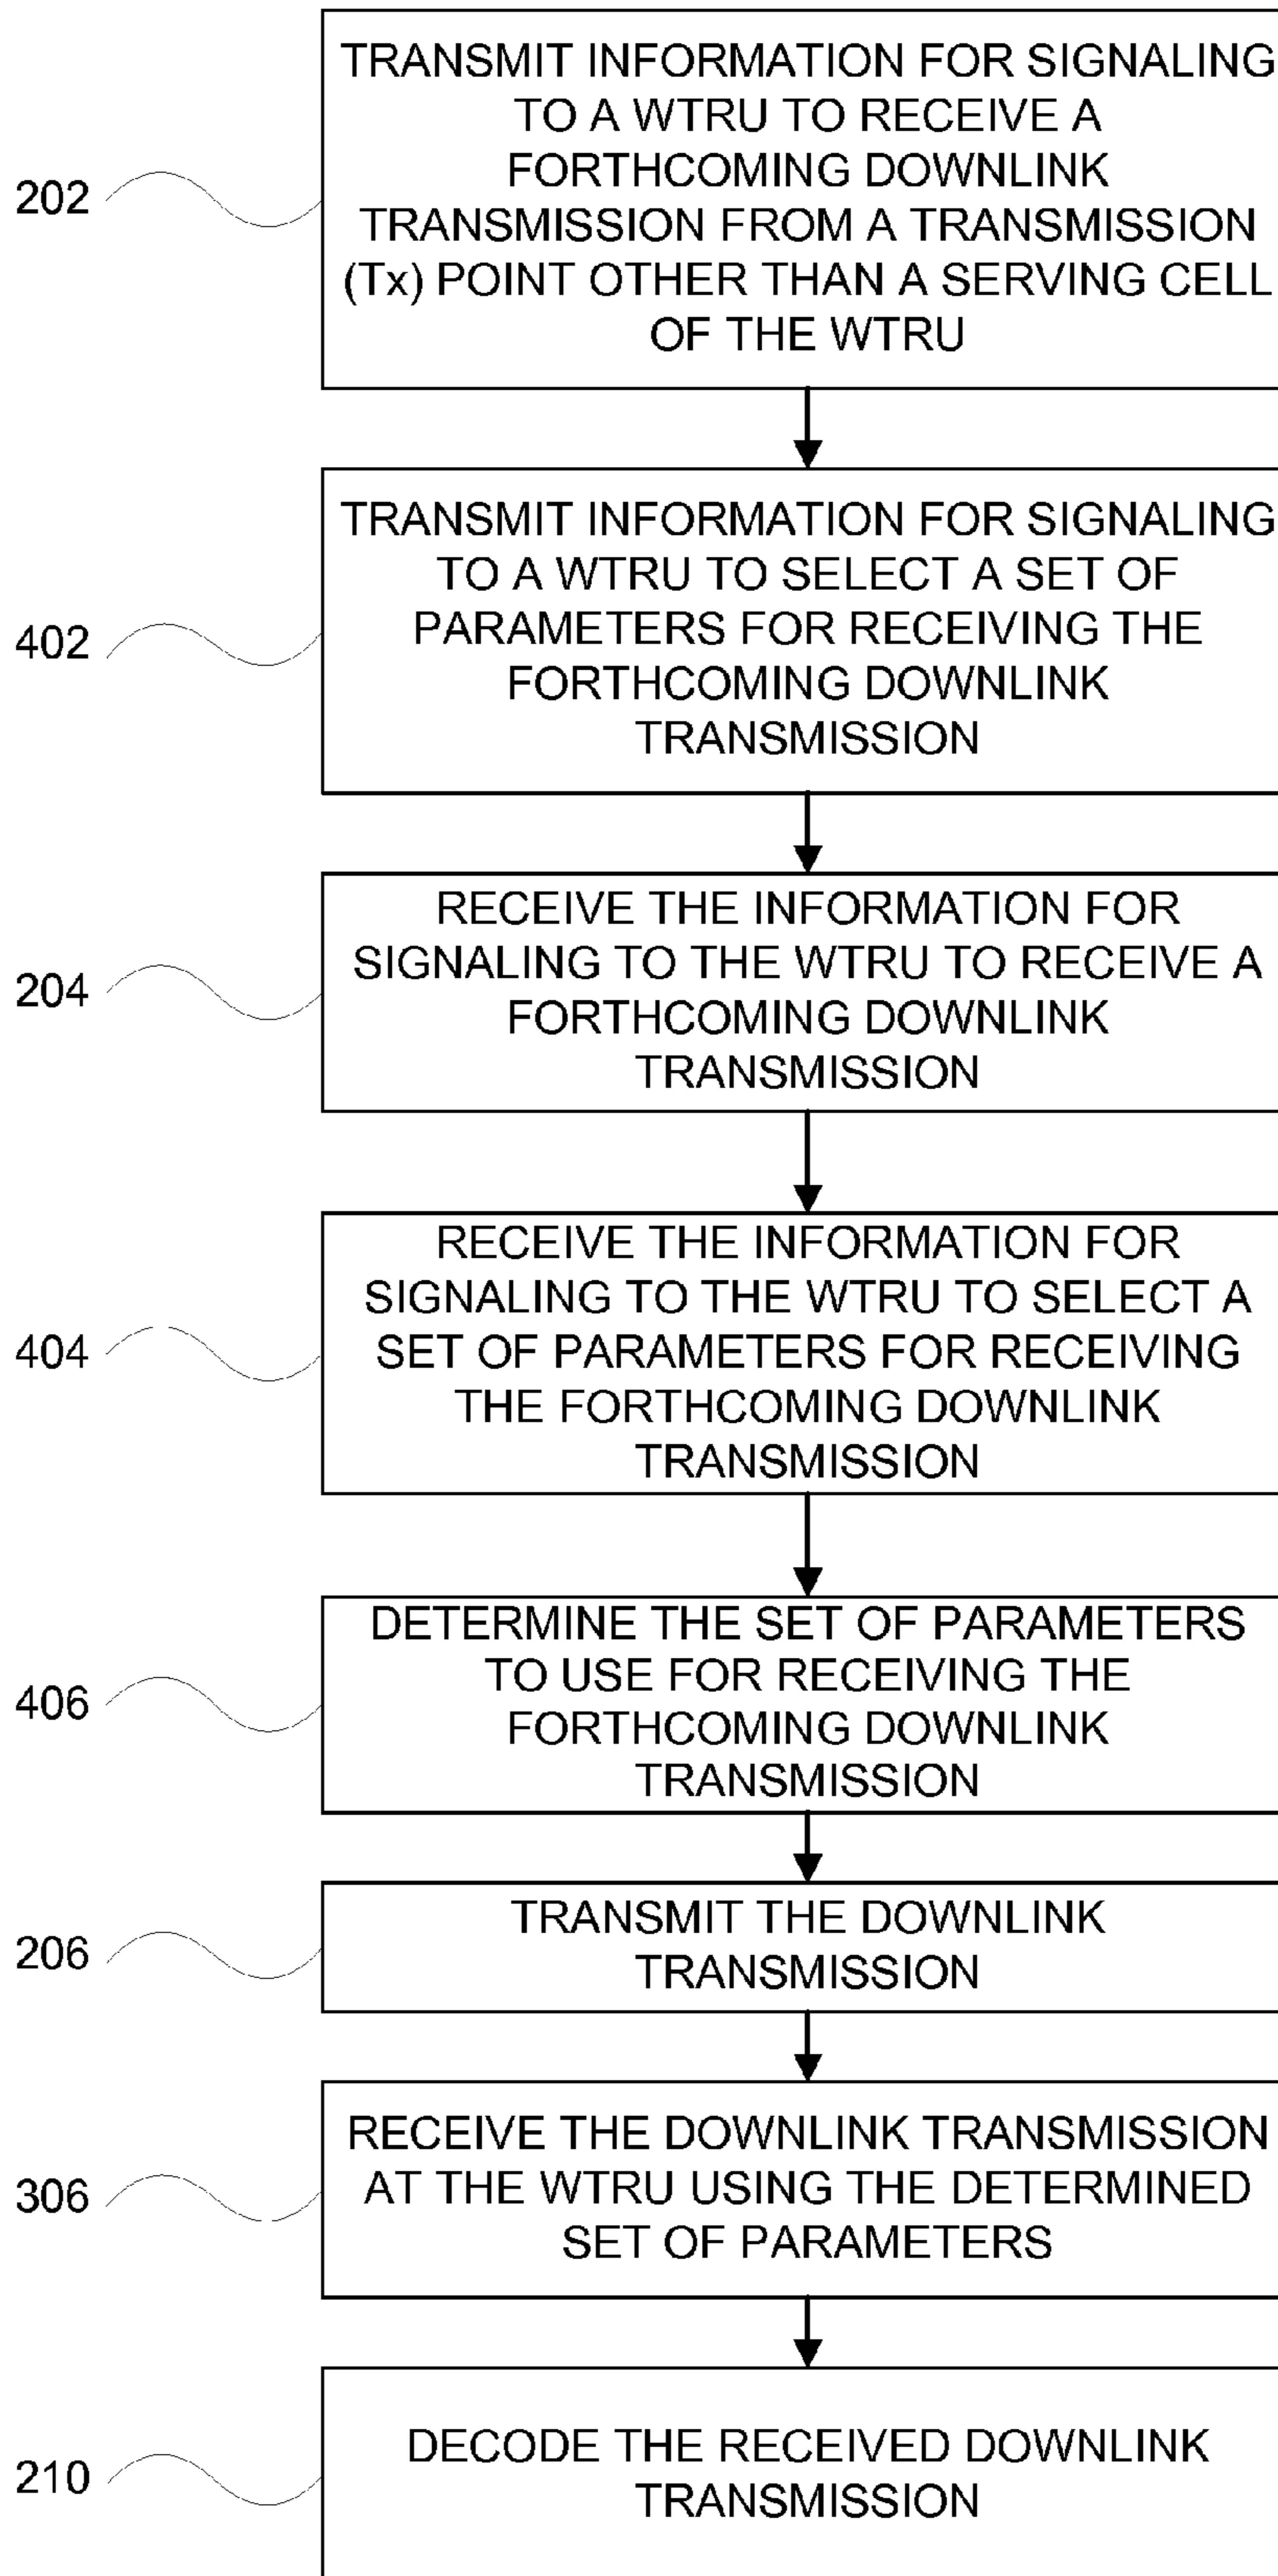 TRANSMIT INFORMATION FOR SIGNALING
TO A WTRU TO RECEIVE A
FORTHCOMING DOWNLINK
TRANSMISSION FROM A TRANSMISSION
(Tx) POINT OTHER THAN A SERVING CELL
OF THE WTRU
202
TRANSMIT INFORMATION FOR SIGNALING
TO A WTRU TO SELECT A SET OF
PARAMETERS FOR RECEIVING THE
FORTHCOMING DOWNLINK
TRANSMISSION
402
RECEIVE THE INFORMATION FOR
SIGNALING TO THE WTRU TO RECEIVE A
FORTHCOMING DOWNLINK
TRANSMISSION
204
RECEIVE THE INFORMATION FOR
SIGNALING TO THE WTRU TO SELECT A
SET OF PARAMETERS FOR RECEIVING
THE FORTHCOMING DOWNLINK
TRANSMISSION
404
DETERMINE THE SET OF PARAMETERS
TO USE FOR RECEIVING THE
FORTHCOMING DOWNLINK
TRANSMISSION
406
TRANSMIT THE DOWNLINK
TRANSMISSION
206
RECEIVE THE DOWNLINK TRANSMISSION
AT THE WTRU USING THE DETERMINED
SET OF PARAMETERS
306
DECODE THE RECEIVED DOWNLINK
TRANSMISSION
210